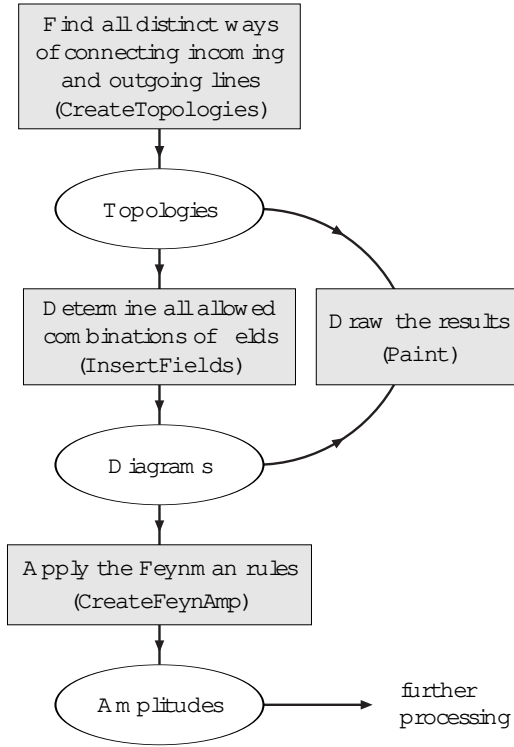 Find all distinct ways
of connecting incoming
and outgoing lines
(CreateTopologies)
Topologies
Determine all allowed
combinations of elds
(InsertFields)
Draw the results
(Paint)
Diagrams
Apply the Feynman rules
(CreateFeynAmp)
Amplitudes
further
processing